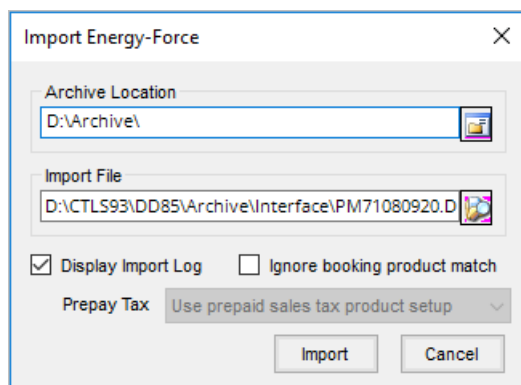 Import Energy-Force
Archive Location
D:\Archive\
Import File
D:\CTLS93\DD85\Archive\Interface\PM71080920.D
Display Import Log
Ignore booking product match
Prepay Tax
Use prepaid sales tax product setup
Import
Cancel